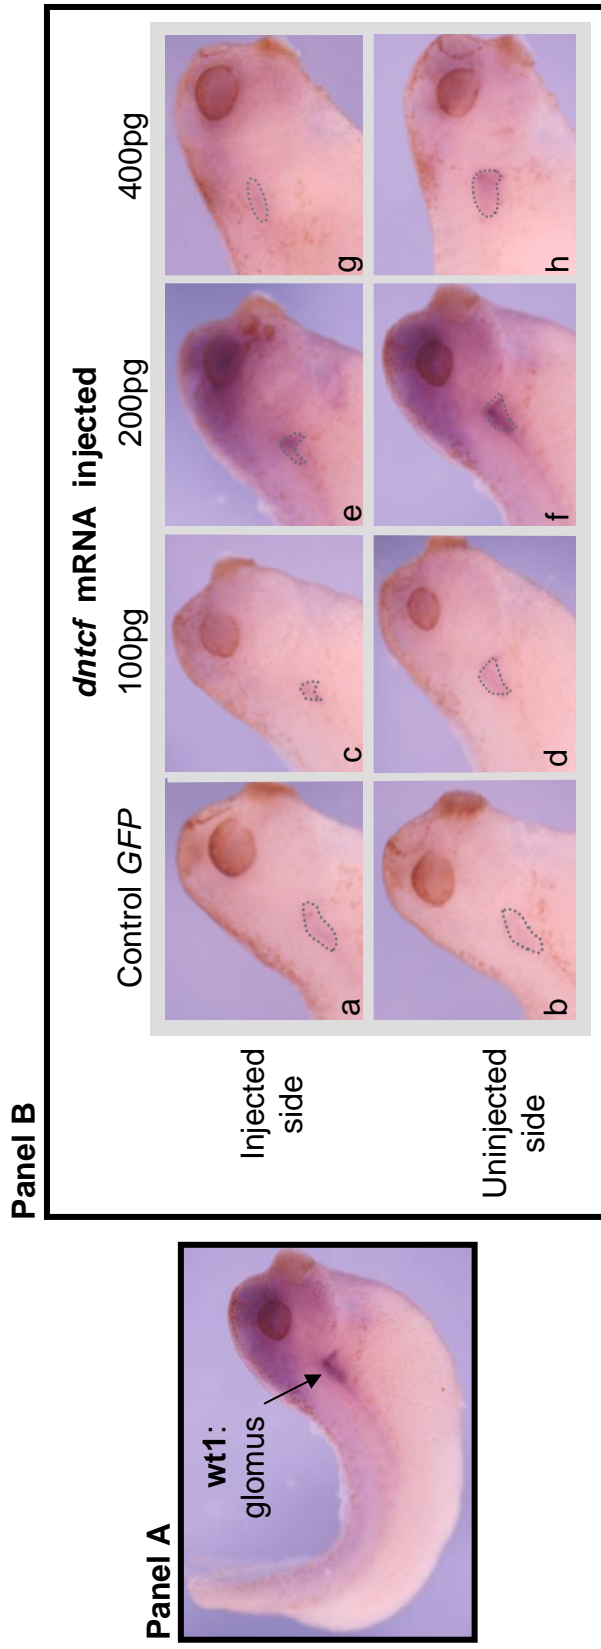 Panel A
wt1:
glomus
Panel B
dntcf mRNA injected
Control GFP
100pg
200pg
400pg
Injected
side
a
c
e
g
Uninjected
side
b
d
f
h